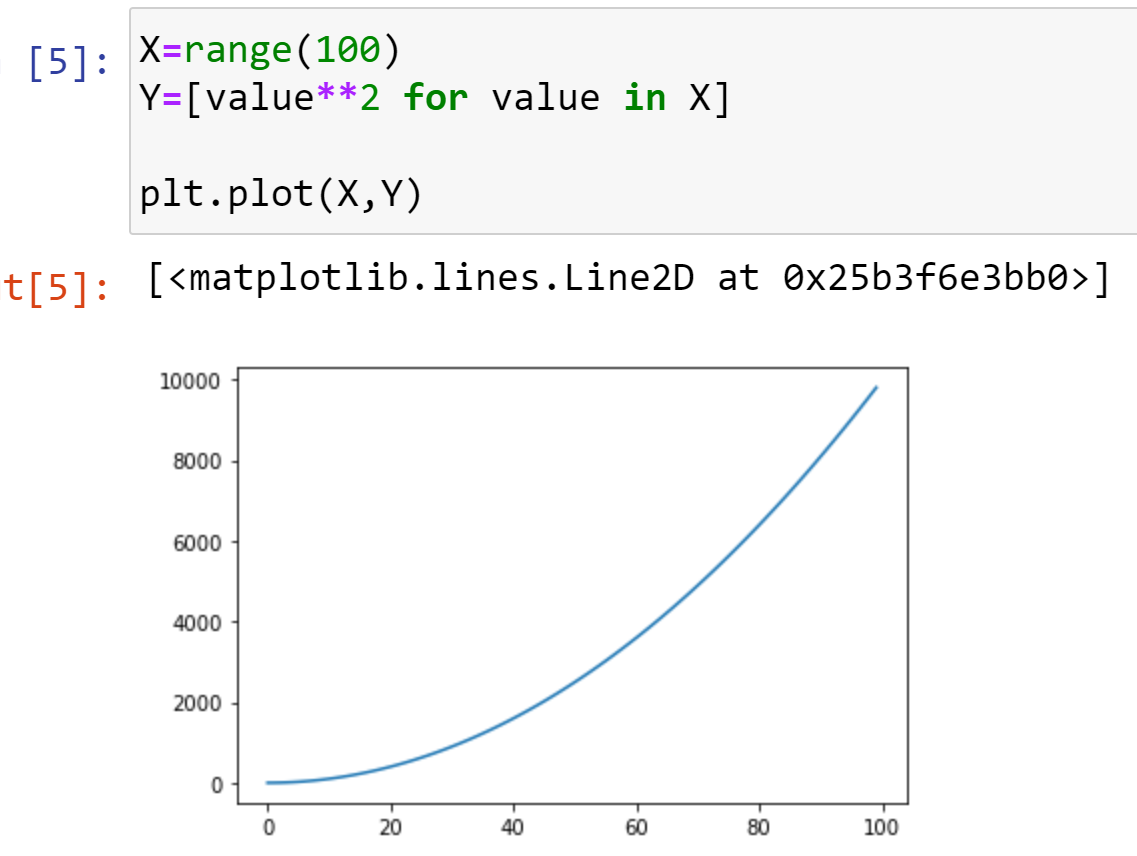 [5]:
X=range(100)
Y=[value**2 for value in X]
plt.plot(X,Y)
t[5]:
[<matplotlib.lines.Line2D at 0x25b3f6e3bb0>]
10000
8000
6000
4000
2000
0
0 20 40 60 80 100